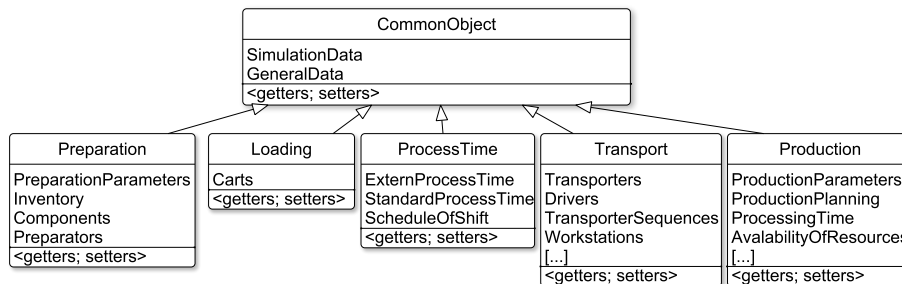 CommonObject
SimulationData
GeneralData
<getters; setters>
Preparation
PreparationParameters
Inventory
Components
Preparators
<getters; setters>
Loading
Carts
<getters; setters>
ProcessTime
ExternProcessTime
StandardProcessTime
ScheduleOfShift
<getters; setters>
Transport
Transporters
Drivers
TransporterSequences
Workstations
[...]
<getters; setters>
Production
ProductionParameters
ProductionPlanning
ProcessingTime
AvalabilityOfResources
[...]
<getters; setters>